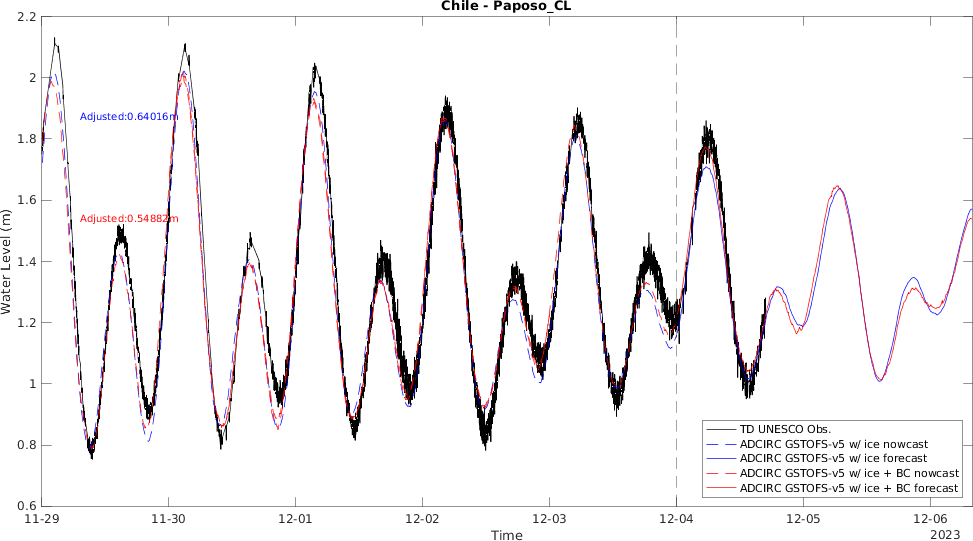 Chile - Paposo_CL
2.2
2
1.8
1.6
1.4
1.2
1
0.8
0.6
Water Level (m)
Adjusted:0.64016m
Adjusted:0.54882m
TD UNESCO Obs.
ADCIRC GSTOFS-v5 w/ ice nowcast
ADCIRC GSTOFS-v5 w/ ice forecast
ADCIRC GSTOFS-v5 w/ ice + BC nowcast
ADCIRC GSTOFS-v5 w/ ice + BC forecast
11-29 11-30 12-01 12-02 12-03 12-04 12-05 12-06
Time
2023